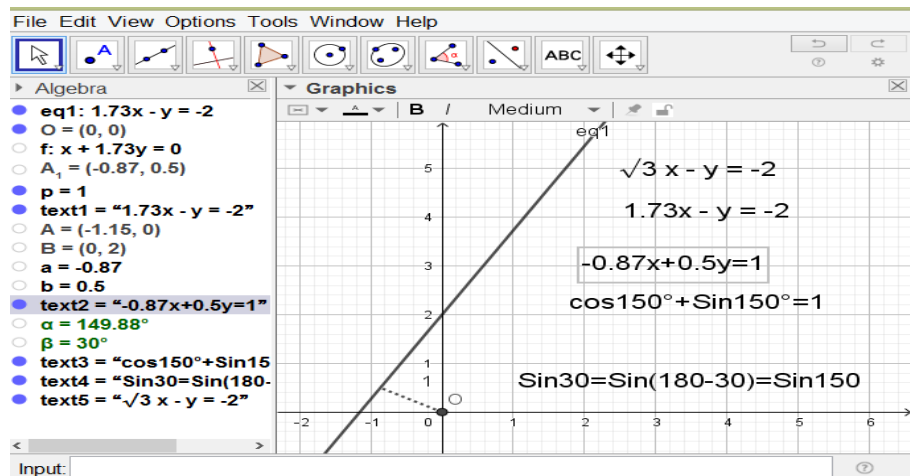 File Edit View Options Tools Window Help
A
ABC
Algebra
Graphics
B I Medium
eq1: 1.73x - y = -2
O = (0, 0)
f: x + 1.73y = 0
A₁ = (-0.87, 0.5)
p = 1
text1 = “1.73x - y = -2”
A = (-1.15, 0)
B = (0, 2)
a = -0.87
b = 0.5
text2 = “-0.87x+0.5y=1”
α = 149.88°
β = 30°
text3 = “cos150°+Sin15
text4 = “Sin30=Sin(180-
text5 = “√3 x - y = -2”
eq1
√3 x - y = -2
1.73x - y = -2
-0.87x+0.5y=1
cos150°+Sin150°=1
Sin30=Sin(180-30)=Sin150
5
4
3
2
1
1
O
-2 -1 0 1 2 3 4 5 6
Input: